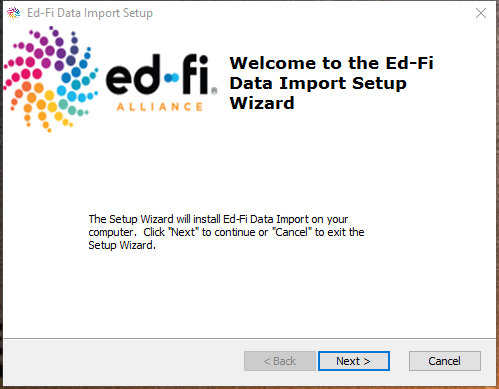 Ed-Fi Data Import Setup
ed-fi®
ALLIANCE
Welcome to the Ed-Fi
Data Import Setup
Wizard
The Setup Wizard will install Ed-Fi Data Import on your
computer.  Click "Next" to continue or "Cancel" to exit the
Setup Wizard.
< Back
Next >
Cancel